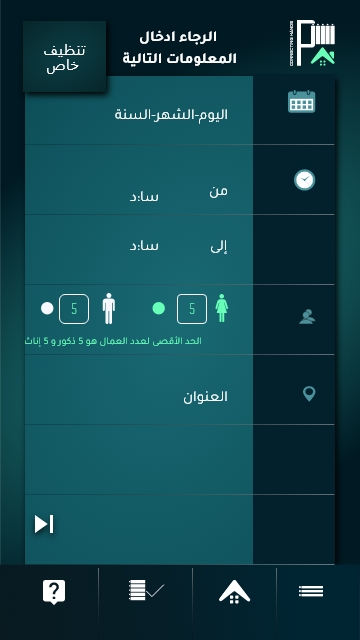 الرجاء ادخال
المعلومات التالية
تنظيف
خاص
CONNECTING HANDS
اليوم-الشهر-السنة
من
سا:د
إلى
سا:د
5
5
الحد الأقصى لعدد العمال هو 5 ذكور و 5 إناث
العنوان
?